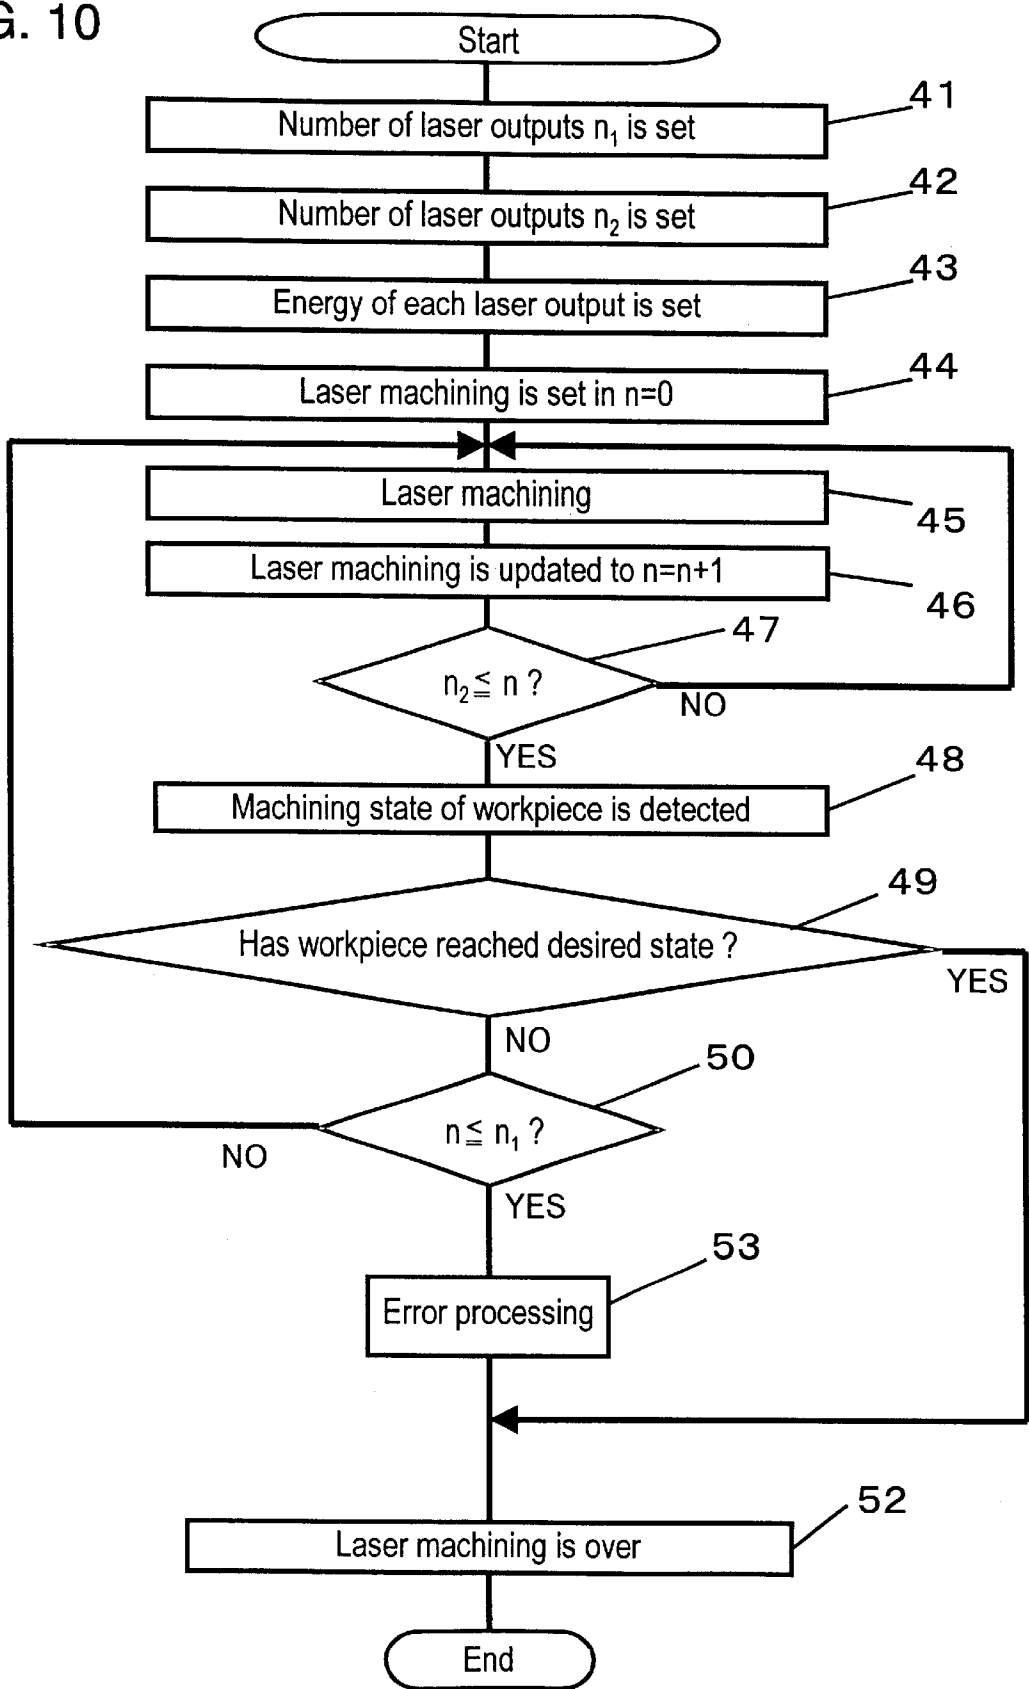 G. 10
Start
41
Number of laser outputs n₁ is set
42
Number of laser outputs n₂ is set
43
Energy of each laser output is set
44
Laser machining is set in n=0
Laser machining
45
Laser machining is updated to n=n+1
46
47
n₂ ≦ n ?
NO
YES
48
Machining state of workpiece is detected
49
Has workpiece reached desired state ?
YES
NO
50
n ≦ n₁ ?
NO
YES
53
Error processing
52
Laser machining is over
End